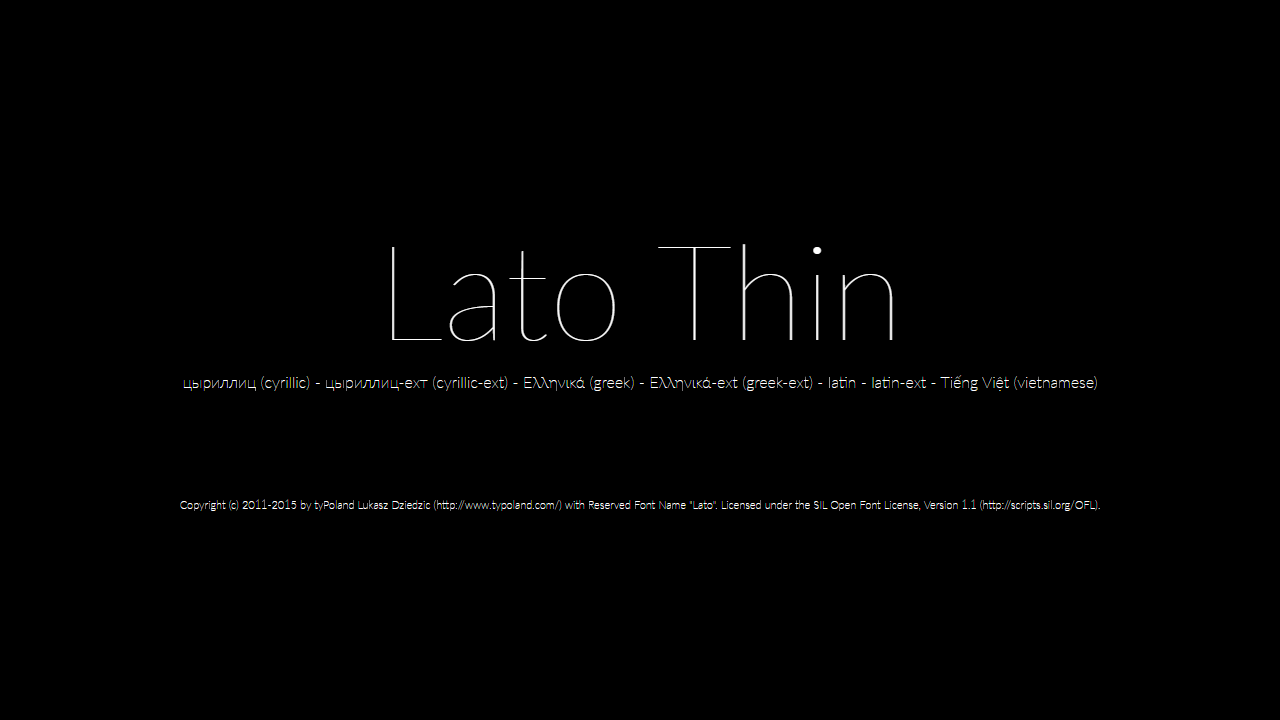 Lato Thin
цыриллиц (cyrillic) - цыриллиц-ext (cyrillic-ext) - Ελληνικά (greek) - Ελληνικά-ext (greek-ext) - latin - latin-ext - Tiếng Việt (vietnamese)
Copyright (c) 2011-2015 by tyPoland Lukasz Dziedzic (http://www.typoland.com/) with Reserved Font Name "Lato". Licensed under the SIL Open Font License, Version 1.1 (http://scripts.sil.org/OFL).